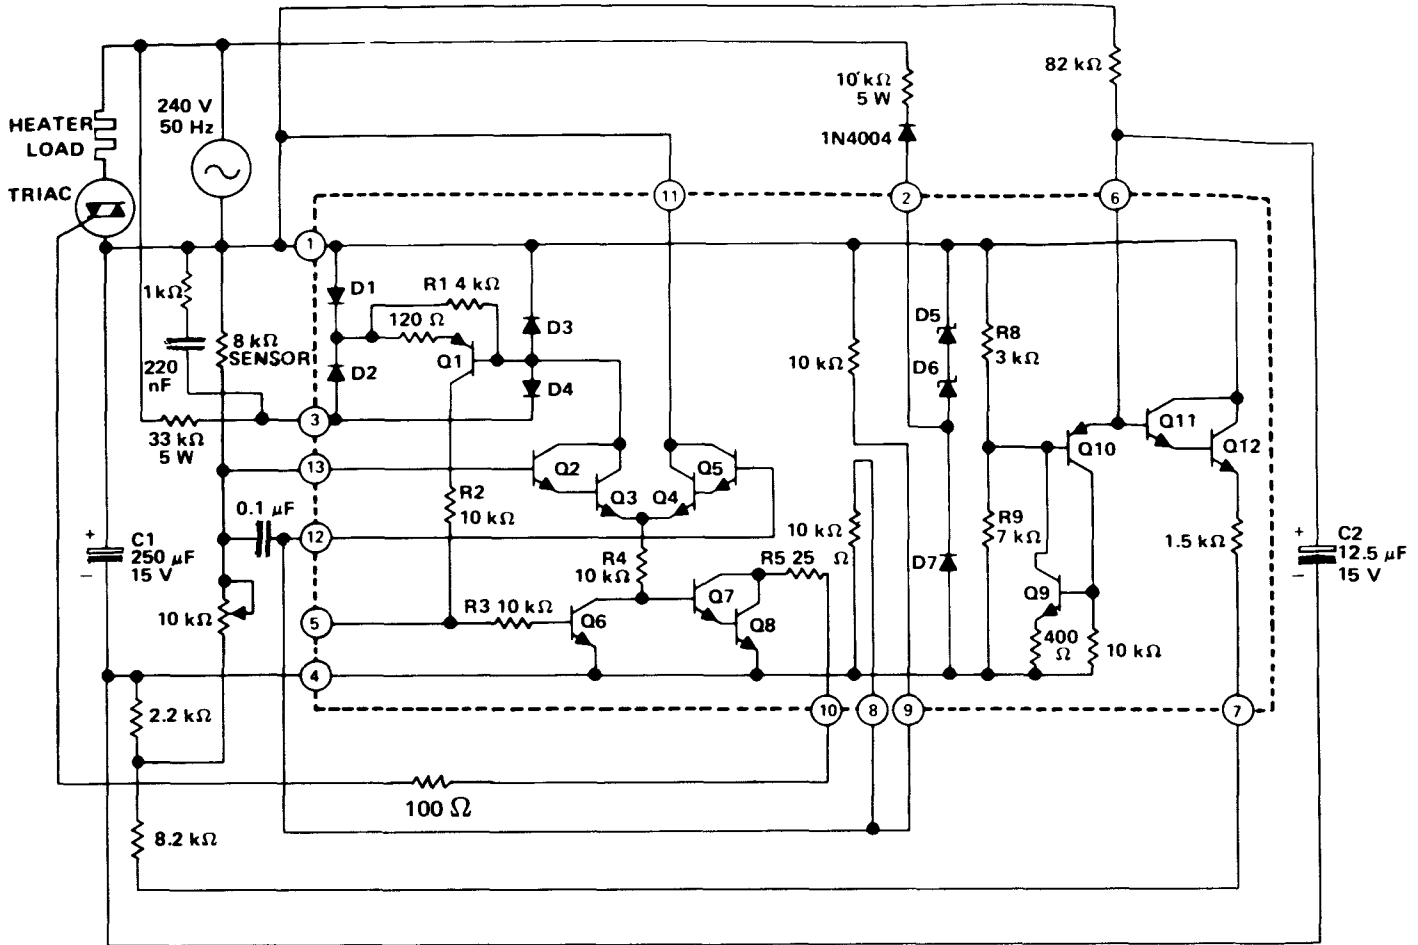 82 kΩ
10 kΩ
5 W
240 V
50 Hz
HEATER
LOAD
1N4004
TRIAC
11
2
6
1
D1
R1 4 kΩ
1 kΩ
120 Ω
D3
D5
R8
3 kΩ
8 kΩ
SENSOR
Q1
10 kΩ
D6
220
nF
D2
D4
3
Q11
33 kΩ
5 W
Q10
Q12
13
Q2
Q5
R2
10 kΩ
Q3
Q4
0.1 μF
R9
7 kΩ
+
C1
250 μF
15 V
–
12
10 kΩ
Ω
1.5 kΩ
+
C2
12.5 μF
15 V
–
R4
10 kΩ
R5 25
D7
Q7
Q9
10 kΩ
R3 10 kΩ
5
Q6
Q8
400
Ω
10 kΩ
4
2.2 kΩ
10
8
9
7
100 Ω
8.2 kΩ